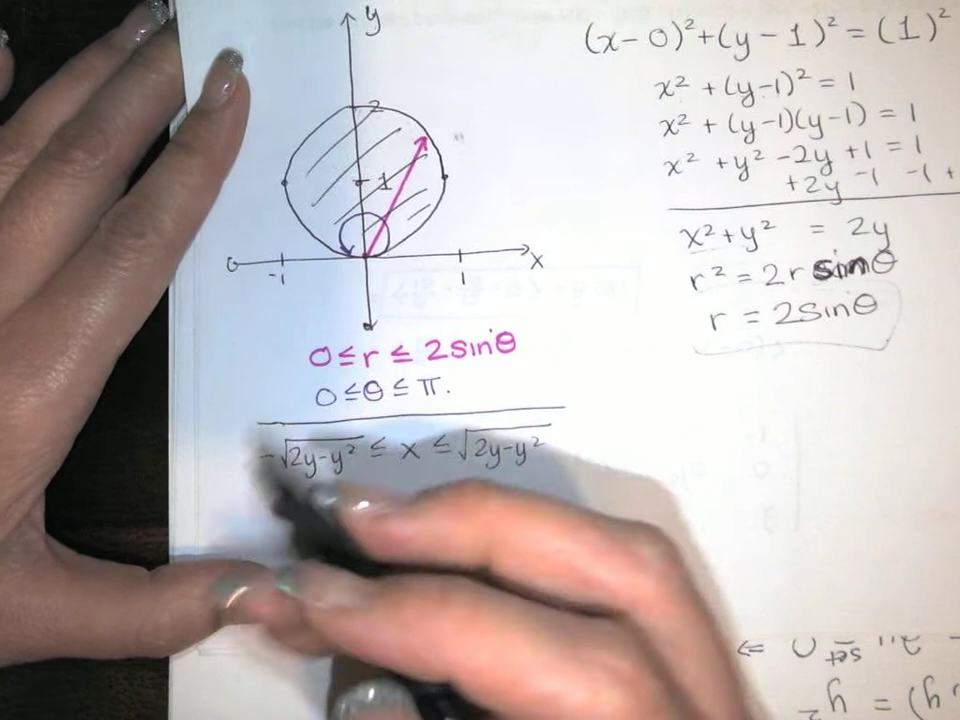 y
2
1
-1
1
x
0 ≤ r ≤ 2sinθ
0 ≤ θ ≤ π.
-√(2y-y²) ≤ x ≤ √(2y-y²)
(x-0)²+(y-1)² = (1)²
x² + (y-1)² = 1
x² + (y-1)(y-1) = 1
x² + y² -2y +1 = 1
+2y -1 -1 +
x²+y² = 2y
r² = 2r sinθ
r = 2sinθ
set